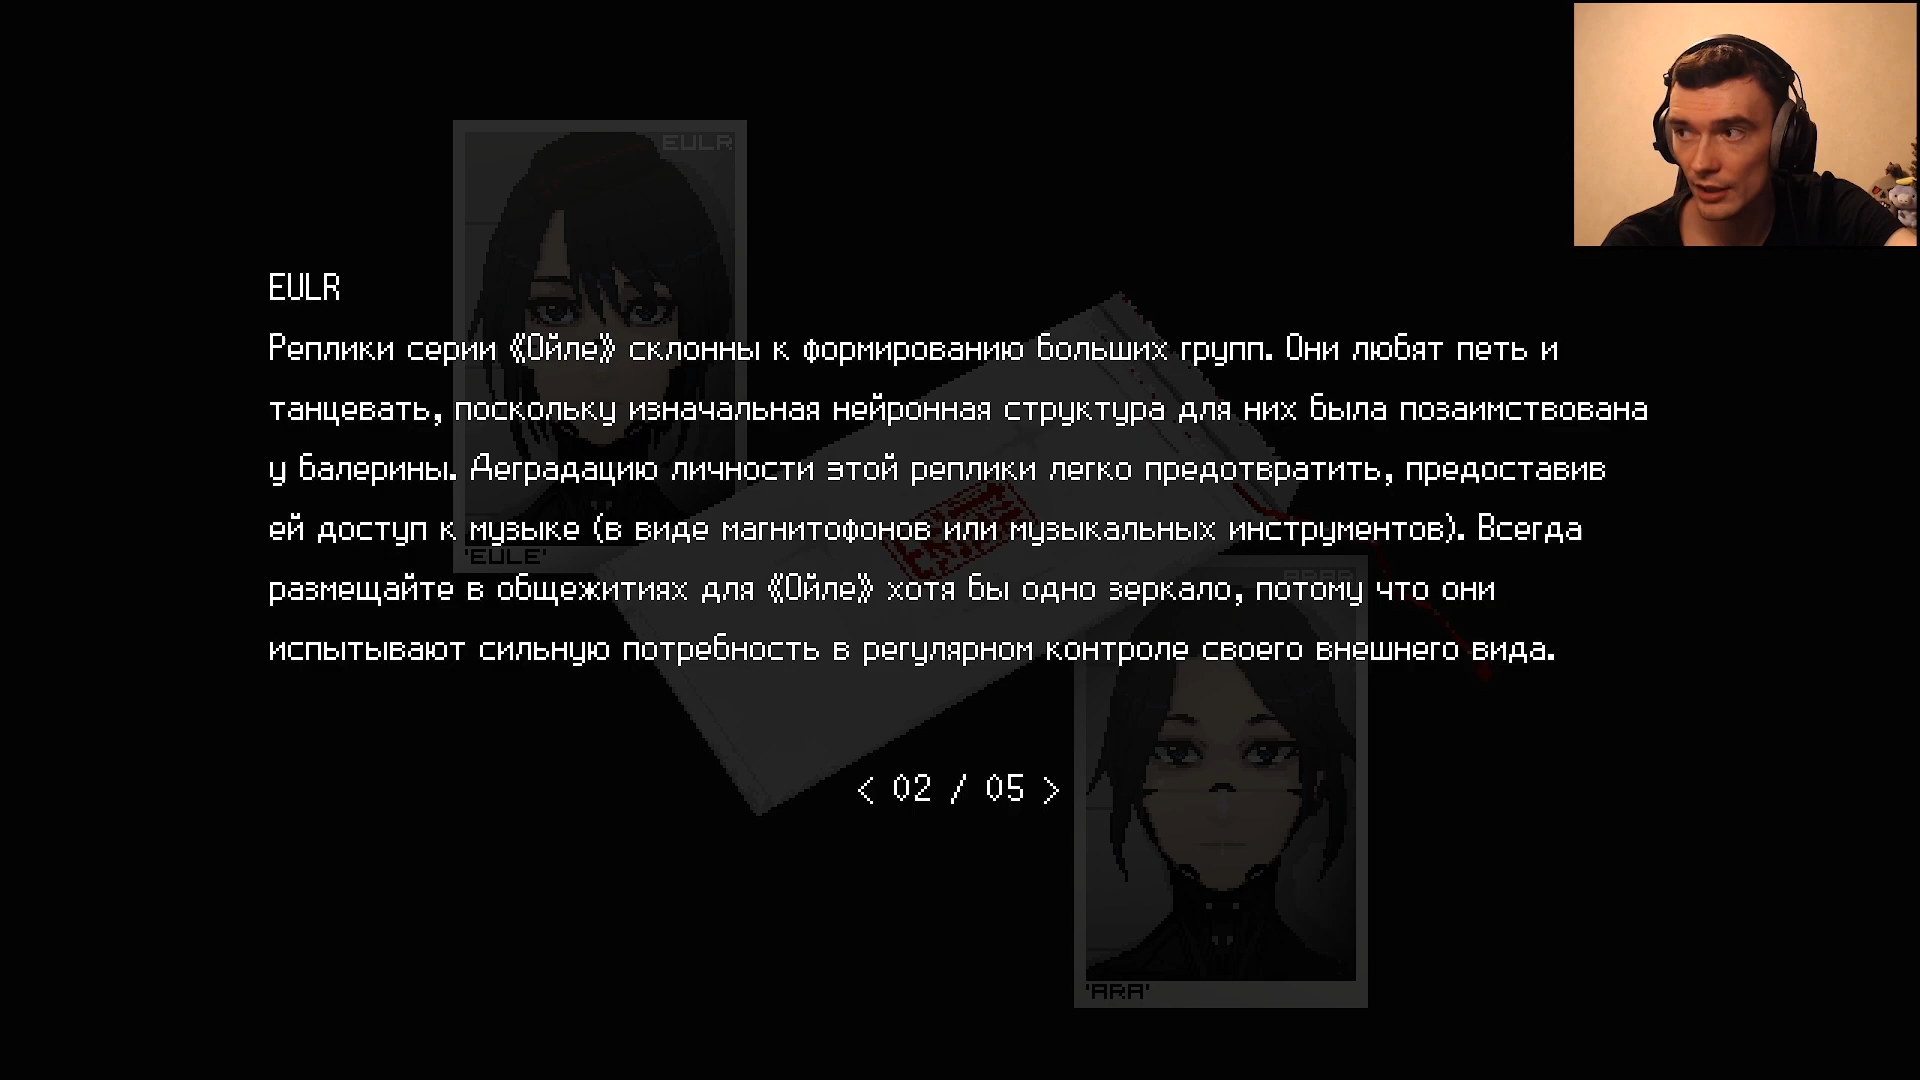 EULR
EULR
Реплики серии 《Ойле》 склонны к формированию больших групп. Они любят петь и
танцевать, поскольку изначальная нейронная структура для них была позаимствована
у балерины. Деградацию личности этой реплики легко предотвратить, предоставив
ей доступ к музыке (в виде магнитофонов или музыкальных инструментов). Всегда
'EULE'
размещайте в общежитиях для 《Ойле》 хотя бы одно зеркало, потому что они
испытывают сильную потребность в регулярном контроле своего внешнего вида.
< 02 / 05 >
'ARA'